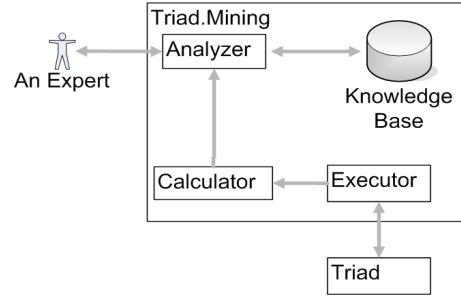 Triad.Mining
Analyzer
An Expert
Knowledge
Base
Calculator
Executor
Triad